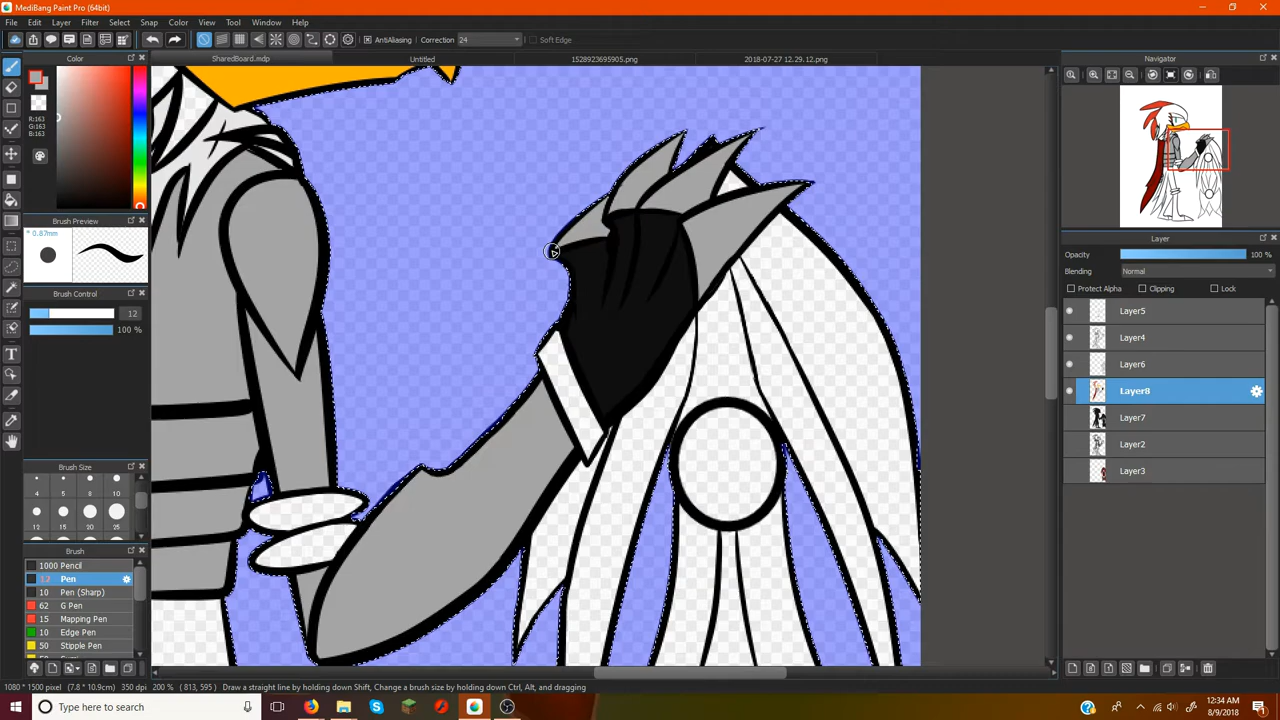 MediBang Paint Pro (64bit)
File Edit Layer Filter Select Snap Color View Tool Window Help
AntiAliasing Correction 24 Soft Edge
Color
SharedBoard.mdp Untitled 1528923695905.png 2018-07-27 12.29.12.png
Navigator
R:163
G:163
B:163
Brush Preview
* 0.87mm
Layer
Opacity 100 %
Blending Normal
Protect Alpha Clipping Lock
Brush Control
12
100 %
Layer5
Layer4
Layer6
Layer8
Layer7
Layer2
Layer3
Brush Size
4 5 8 10
12 15 20 25
Brush
1000 Pencil
12 Pen
10 Pen (Sharp)
62 G Pen
15 Mapping Pen
10 Edge Pen
50 Stipple Pen
1080 * 1500 pixel (7.8 * 10.9cm) 350 dpi 200 % ( 813, 595 ) Draw a straight line by holding down Shift, Change a brush size by holding down Ctrl, Alt, and dragging
Type here to search
12:34 AM
8/9/2018